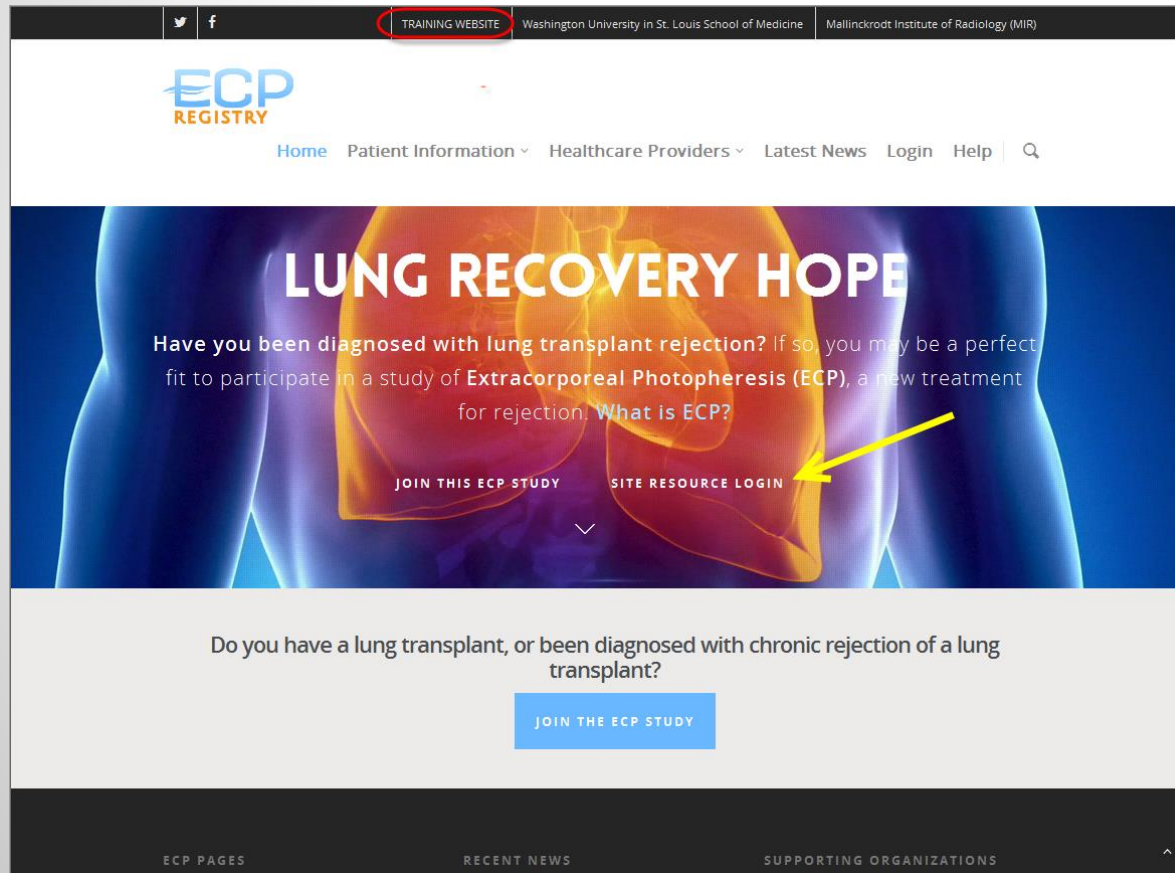 TRAINING WEBSITE Washington University in St. Louis School of Medicine Mallinckrodt Institute of Radiology (MIR)
ECP
REGISTRY
Home Patient Information Healthcare Providers Latest News Login Help
LUNG RECOVERY HOPE
Have you been diagnosed with lung transplant rejection? If so, you may be a perfect
fit to participate in a study of Extracorporeal Photopheresis (ECP), a new treatment
for rejection. What is ECP?
JOIN THIS ECP STUDY SITE RESOURCE LOGIN
Do you have a lung transplant, or been diagnosed with chronic rejection of a lung
transplant?
JOIN THE ECP STUDY
ECP PAGES RECENT NEWS SUPPORTING ORGANIZATIONS